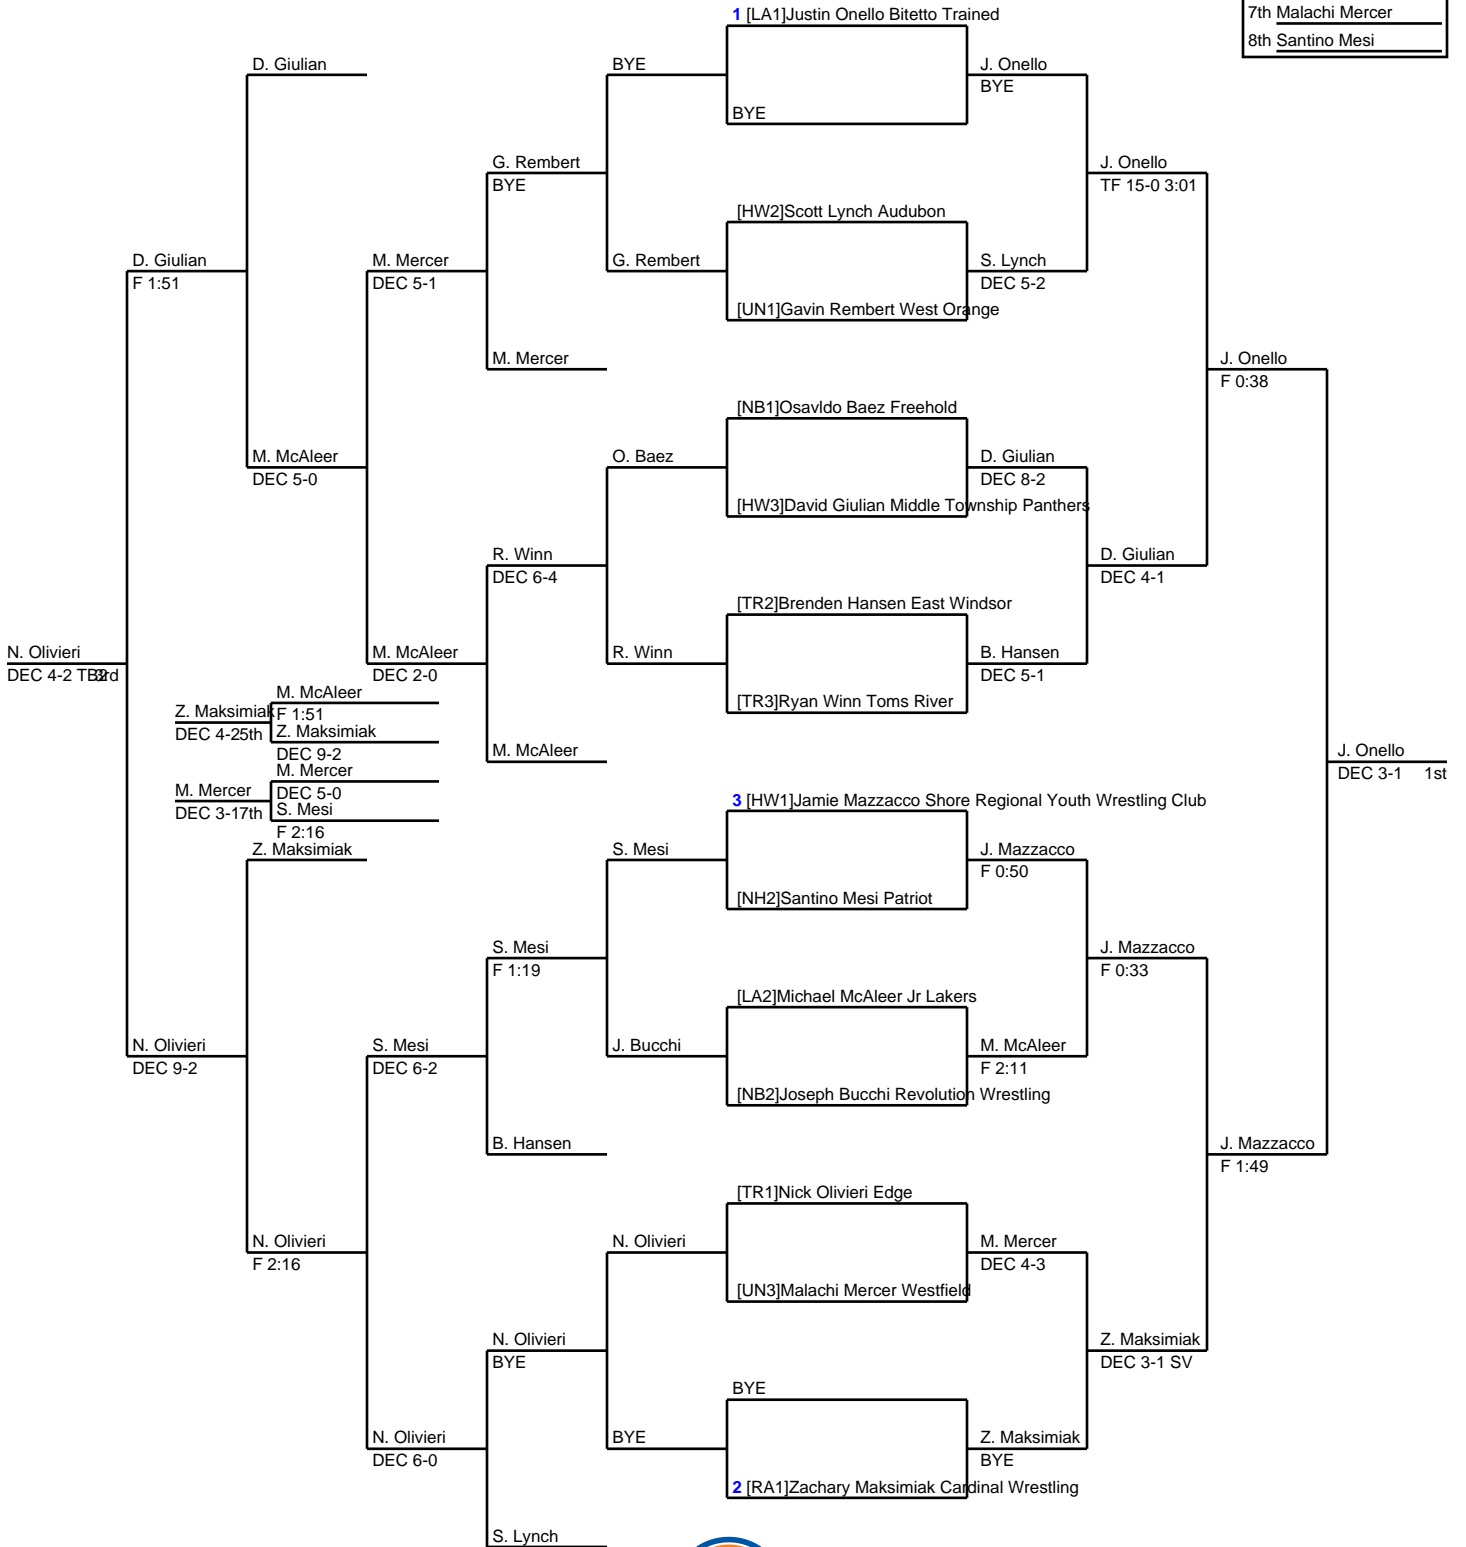 1 [LA1]Justin Onello Bitetto Trained
7th Malachi Mercer
8th Santino Mesi
D. Giulian
BYE
J. Onello
BYE
BYE
G. Rembert
BYE
J. Onello
TF 15-0 3:01
[HW2]Scott Lynch Audubon
D. Giulian
F 1:51
M. Mercer
DEC 5-1
G. Rembert
S. Lynch
DEC 5-2
[UN1]Gavin Rembert West Orange
M. Mercer
J. Onello
F 0:38
[NB1]Osavldo Baez Freehold
M. McAleer
DEC 5-0
O. Baez
D. Giulian
DEC 8-2
[HW3]David Giulian Middle Township Panthers
R. Winn
DEC 6-4
D. Giulian
DEC 4-1
[TR2]Brenden Hansen East Windsor
N. Olivieri
DEC 4-2 TB2
3rd
M. McAleer
DEC 2-0
R. Winn
B. Hansen
DEC 5-1
M. McAleer
F 1:51
[TR3]Ryan Winn Toms River
Z. Maksimiak
DEC 4-2
5th
Z. Maksimiak
DEC 9-2
M. McAleer
J. Onello
DEC 3-1
1st
M. Mercer
DEC 5-0
M. Mercer
DEC 3-1
7th
S. Mesi
F 2:16
3 [HW1]Jamie Mazzacco Shore Regional Youth Wrestling Club
Z. Maksimiak
S. Mesi
J. Mazzacco
F 0:50
[NH2]Santino Mesi Patriot
S. Mesi
F 1:19
J. Mazzacco
F 0:33
[LA2]Michael McAleer Jr Lakers
N. Olivieri
DEC 9-2
S. Mesi
DEC 6-2
J. Bucchi
M. McAleer
F 2:11
[NB2]Joseph Bucchi Revolution Wrestling
B. Hansen
J. Mazzacco
F 1:49
[TR1]Nick Olivieri Edge
N. Olivieri
F 2:16
N. Olivieri
M. Mercer
DEC 4-3
[UN3]Malachi Mercer Westfield
N. Olivieri
BYE
Z. Maksimiak
DEC 3-1 SV
BYE
N. Olivieri
DEC 6-0
BYE
Z. Maksimiak
BYE
2 [RA1]Zachary Maksimiak Cardinal Wrestling
S. Lynch